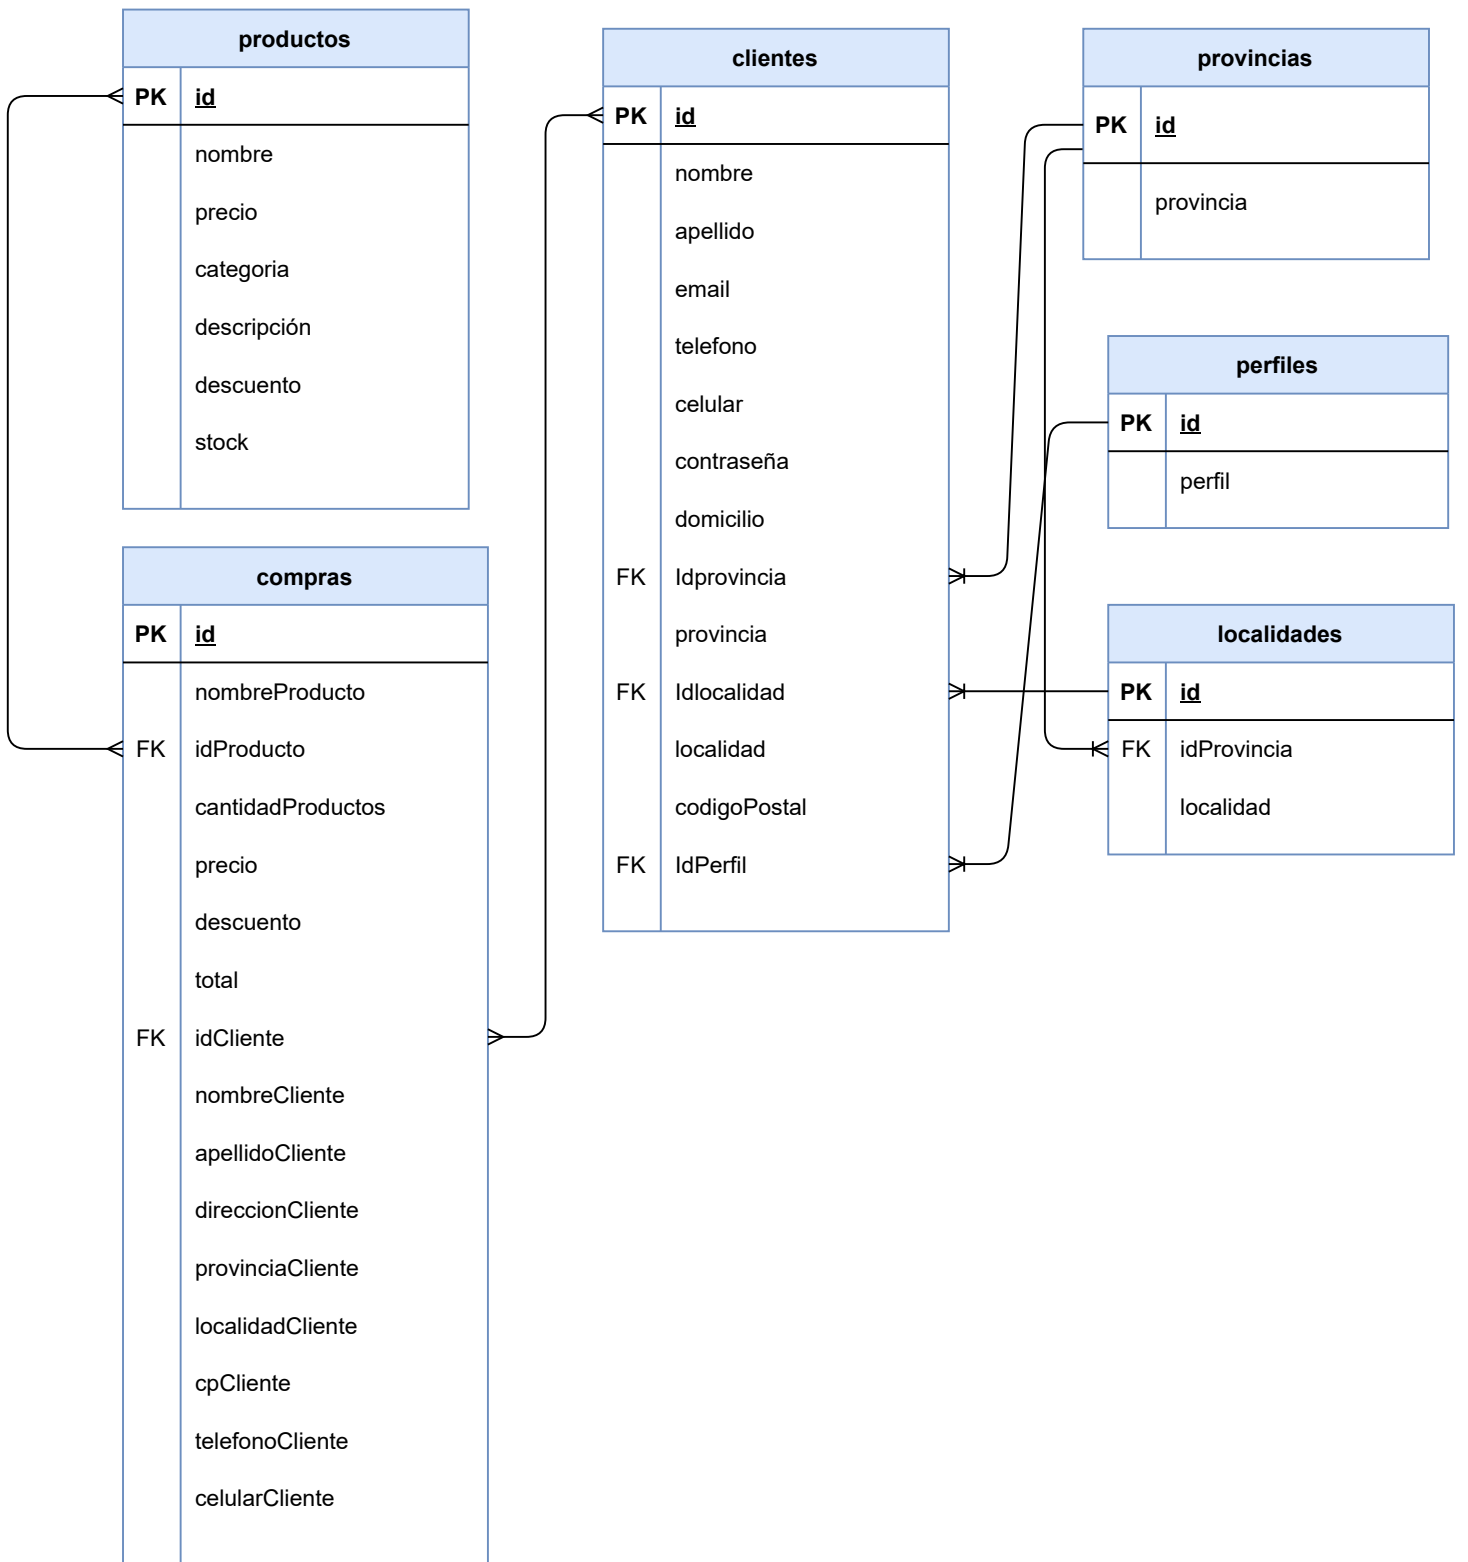 productos
PK id
nombre
precio
categoria
descripción
descuento
stock
compras
PK id
nombreProducto
FK idProducto
cantidadProductos
precio
descuento
total
FK idCliente
nombreCliente
apellidoCliente
direccionCliente
provinciaCliente
localidadCliente
cpCliente
telefonoCliente
celularCliente
clientes
PK id
nombre
apellido
email
telefono
celular
contraseña
domicilio
FK Idprovincia
provincia
FK Idlocalidad
localidad
codigoPostal
FK IdPerfil
provincias
PK id
provincia
perfiles
PK id
perfil
localidades
PK id
FK idProvincia
localidad